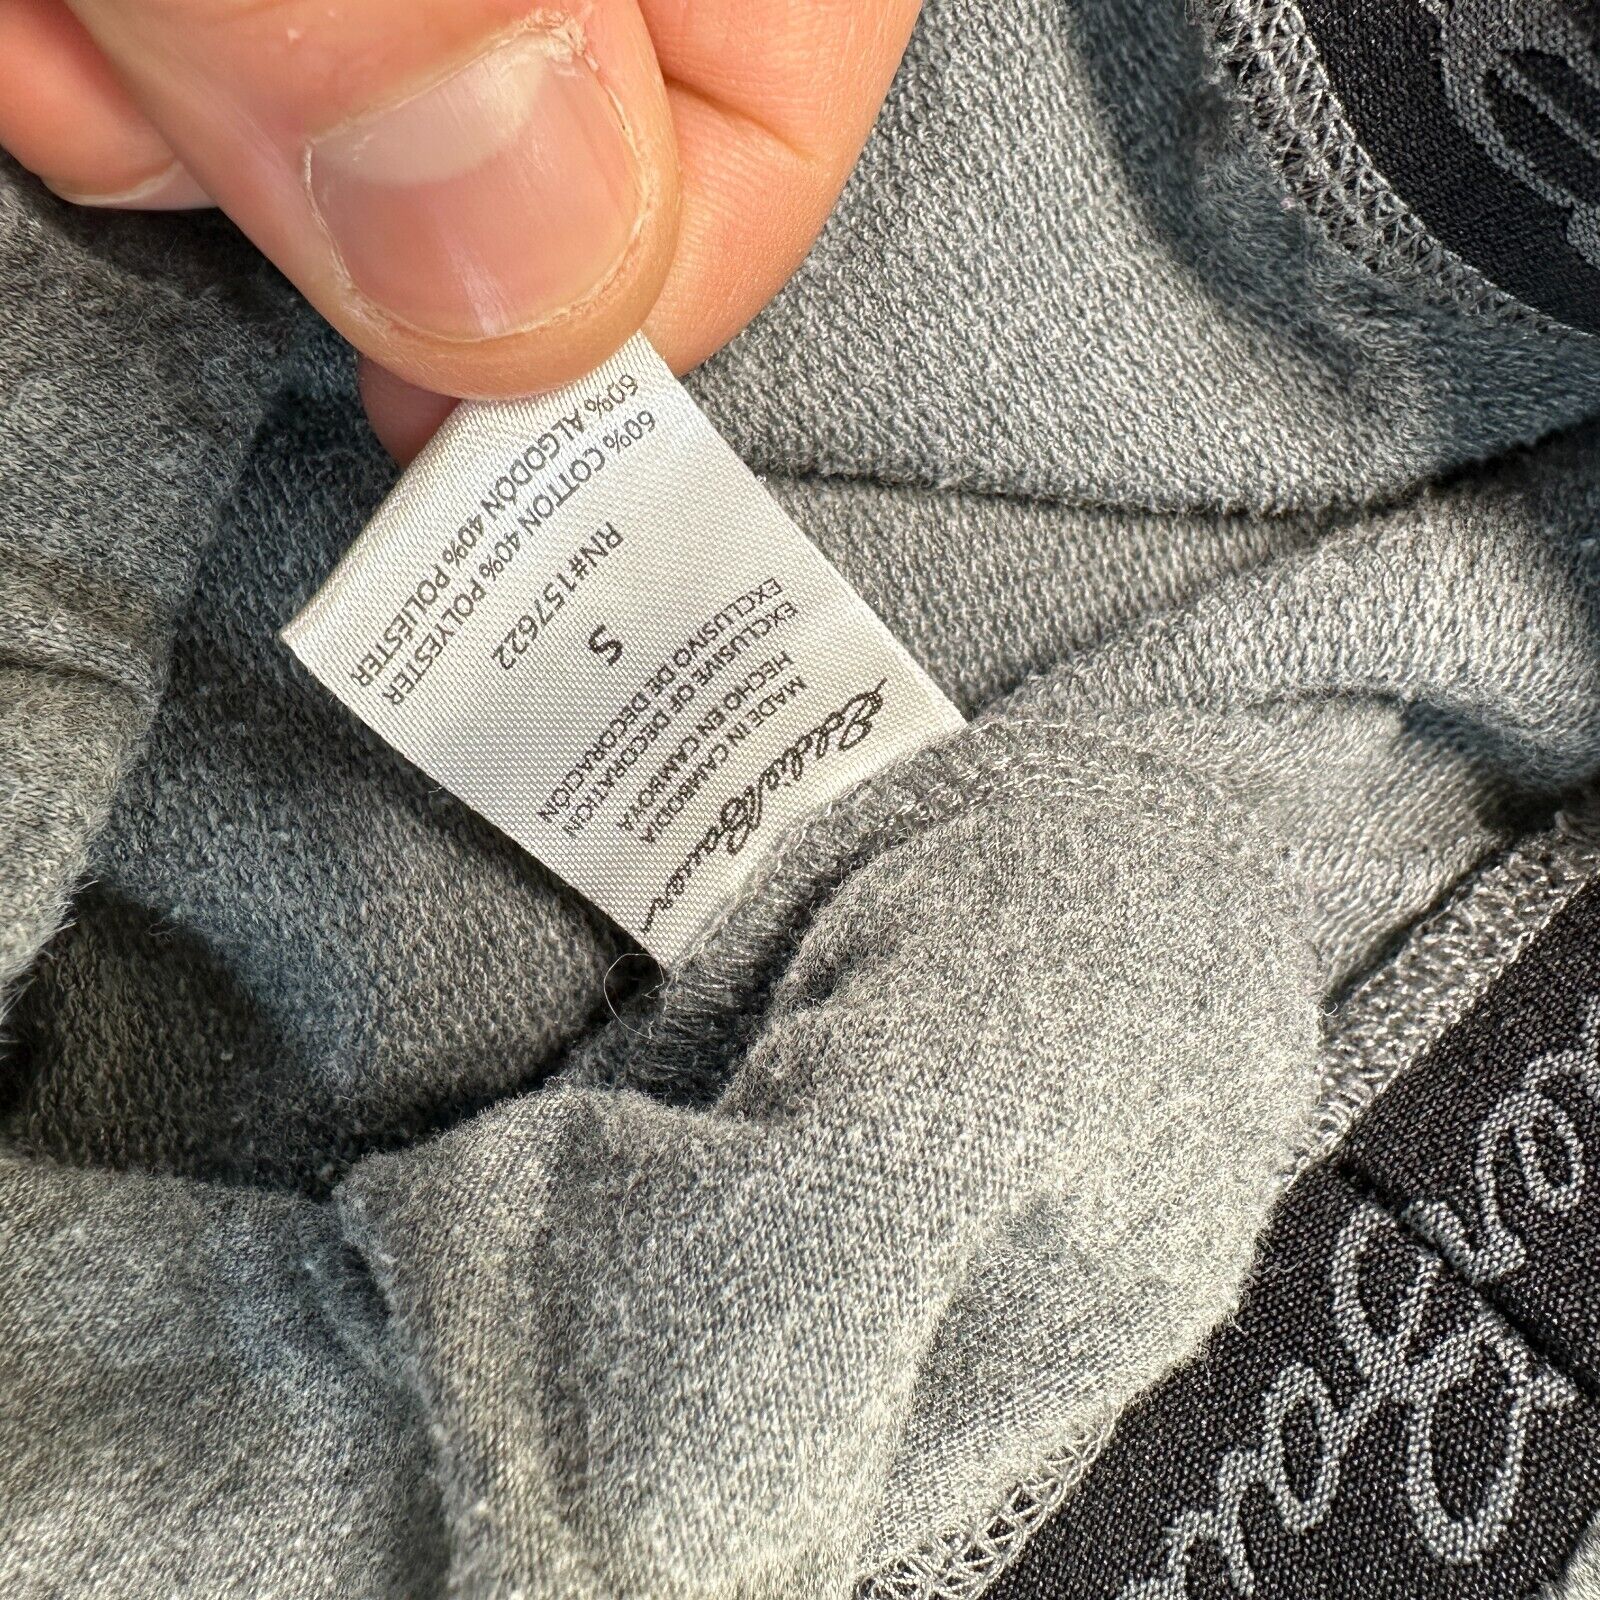 Eddie Bauer
MADE IN CAMBODIA
HECHO EN CAMBOYA
EXCLUSIVE OF DECORATION
EXCLUSIVO DE DECORACIÓN
S
RN#157622
60% COTTON 40% POLYESTER
60% ALGODÓN 40% POLIESTER